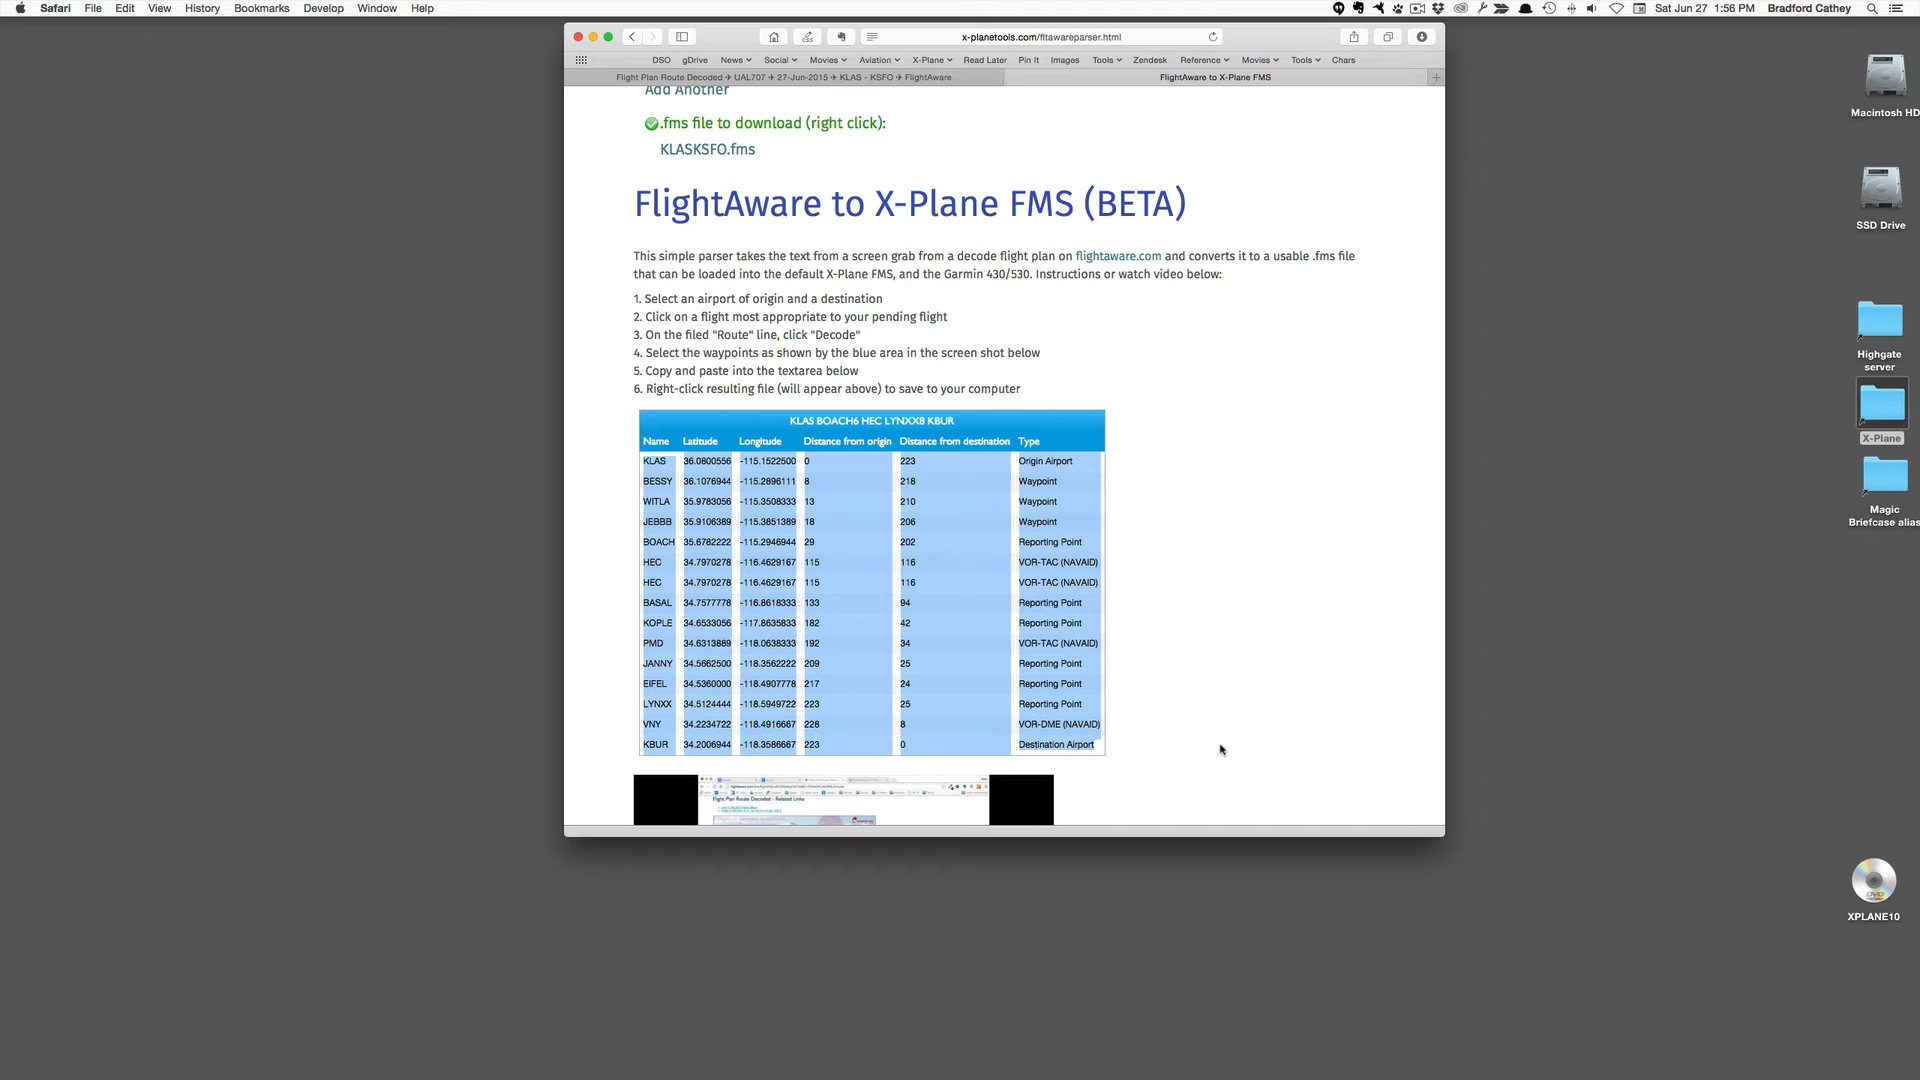 Safari File Edit View History Bookmarks Develop Window Help Sat Jun 27 1:56 PM Bradford Cathey
x-planetools.com/fltawareparser.html
DSO gDrive News Social Movies Aviation X-Plane Read Later Pin It Images Tools Zendesk Reference Movies Tools Chars
Flight Plan Route Decoded ✈ UAL707 ✈ 27-Jun-2015 ✈ KLAS - KSFO ✈ FlightAware FlightAware to X-Plane FMS
Add Another
.fms file to download (right click):
KLASKSFO.fms
FlightAware to X-Plane FMS (BETA)
This simple parser takes the text from a screen grab from a decode flight plan on flightaware.com and converts it to a usable .fms file
that can be loaded into the default X-Plane FMS, and the Garmin 430/530. Instructions or watch video below:
1. Select an airport of origin and a destination
2. Click on a flight most appropriate to your pending flight
3. On the filed "Route" line, click "Decode"
4. Select the waypoints as shown by the blue area in the screen shot below
5. Copy and paste into the textarea below
6. Right-click resulting file (will appear above) to save to your computer
KLAS BOACH6 HEC LYNXX8 KBUR
Name Latitude Longitude Distance from origin Distance from destination Type
KLAS 36.0800556 -115.1522500 0 223 Origin Airport
BESSY 36.1076944 -115.2896111 8 218 Waypoint
WITLA 35.9783056 -115.3508333 13 210 Waypoint
JEBBB 35.9106389 -115.3851389 18 206 Waypoint
BOACH 35.6782222 -115.2946944 29 202 Reporting Point
HEC 34.7970278 -116.4629167 115 116 VOR-TAC (NAVAID)
HEC 34.7970278 -116.4629167 115 116 VOR-TAC (NAVAID)
BASAL 34.7577778 -116.8618333 133 94 Reporting Point
KOPLE 34.6533056 -117.8635833 182 42 Reporting Point
PMD 34.6313889 -118.0638333 192 34 VOR-TAC (NAVAID)
JANNY 34.5662500 -118.3562222 209 25 Reporting Point
EIFEL 34.5360000 -118.4907778 217 24 Reporting Point
LYNXX 34.5124444 -118.5949722 223 25 Reporting Point
VNY 34.2234722 -118.4916667 228 8 VOR-DME (NAVAID)
KBUR 34.2006944 -118.3586667 223 0 Destination Airport
Flight Plan Route Decoded - Related Links
Macintosh HD
SSD Drive
Highgate
server
X-Plane
Magic
Briefcase alias
DVD
XPLANE10